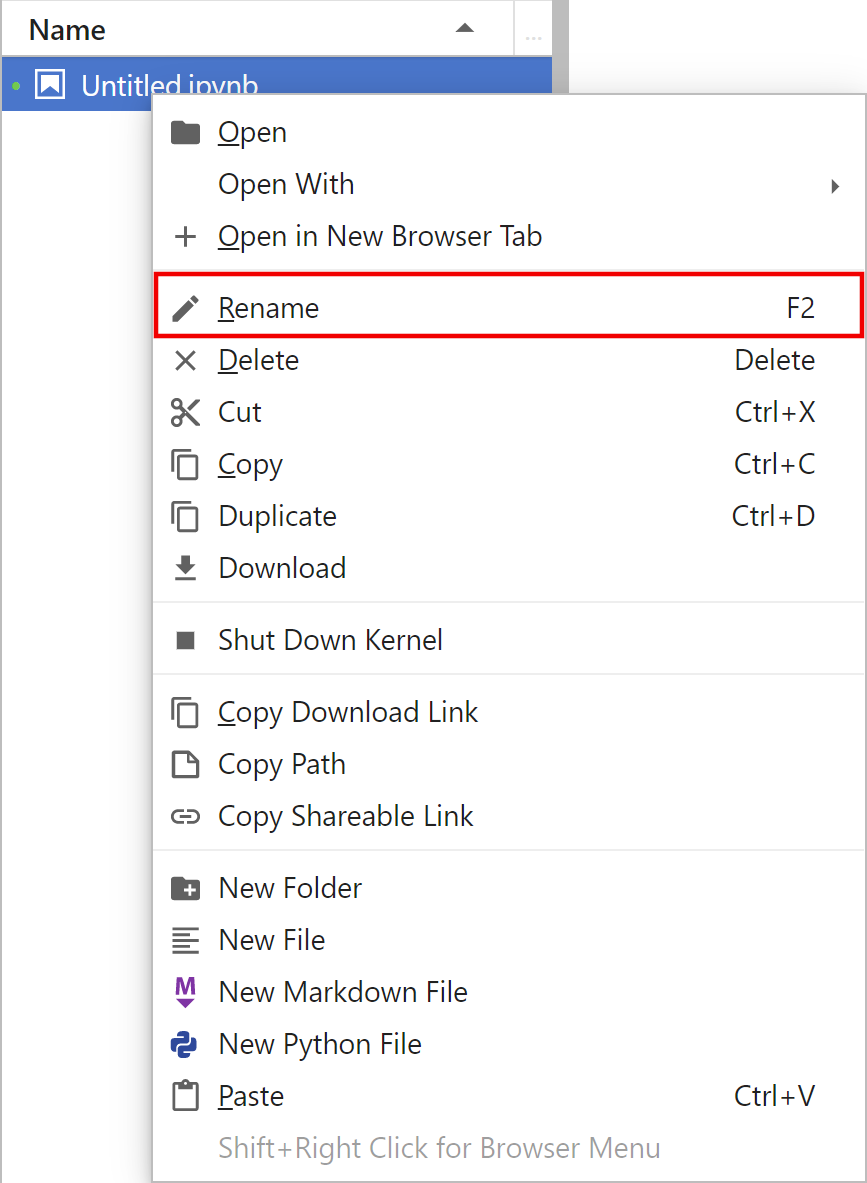 Name
...
Untitled.ipynb
Open
Open With
Open in New Browser Tab
Rename F2
Delete Delete
Cut Ctrl+X
Copy Ctrl+C
Duplicate Ctrl+D
Download
Shut Down Kernel
Copy Download Link
Copy Path
Copy Shareable Link
New Folder
New File
M New Markdown File
New Python File
Paste Ctrl+V
Shift+Right Click for Browser Menu